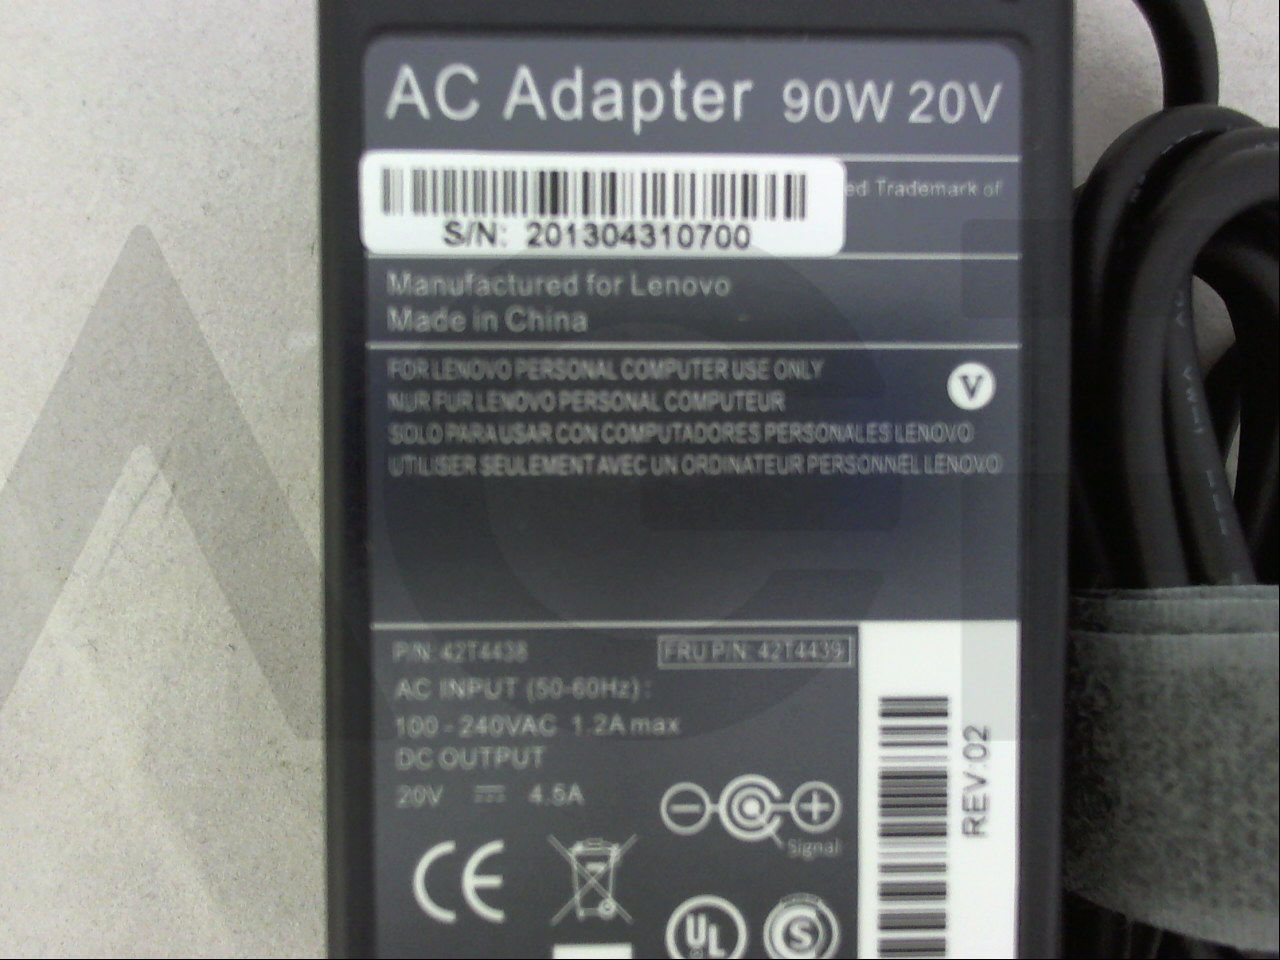 AC Adapter 90W 20V
ed Trademark of
S/N: 201304310700
Manufactured for Lenovo
Made in China
FOR LENOVO PERSONAL COMPUTER USE ONLY
NUR FUR LENOVO PERSONAL COMPUTEUR
SOLO PARA USAR CON COMPUTADORES PERSONALES LENOVO
UTILISER SEULEMENT AVEC UN ORDINATEUR PERSONNEL LENOVO
V
P/N: 42T4438 FRU P/N: 42T4439
AC INPUT (50-60Hz):
100-240VAC 1.2A max
DC OUTPUT
20V 4.5A
Signal
REV:02
CE
UL
S